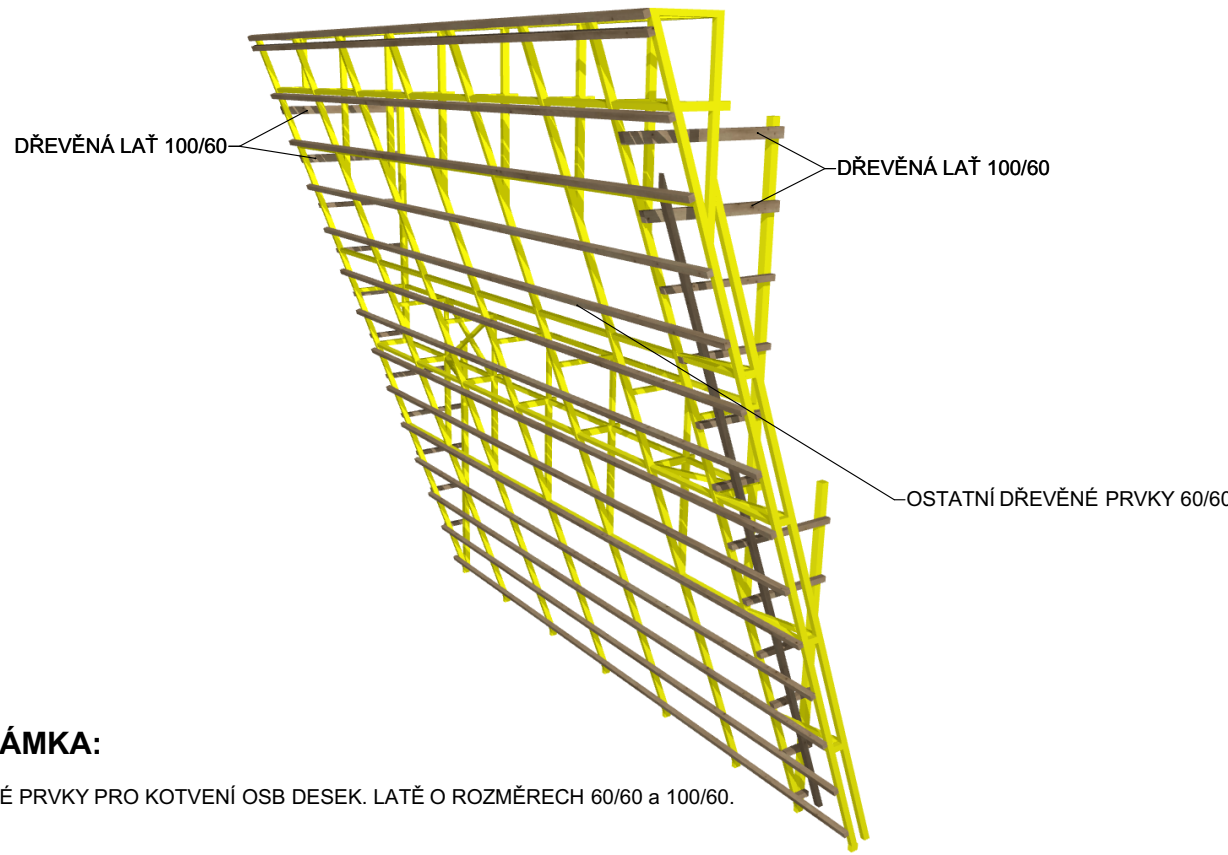 DŘEVĚNÁ LAŤ 100/60
DŘEVĚNÁ LAŤ 100/60
OSTATNÍ DŘEVĚNÉ PRVKY 60/60
ÁMKA:
É PRVKY PRO KOTVENÍ OSB DESEK. LATĚ O ROZMĚRECH 60/60 a 100/60.